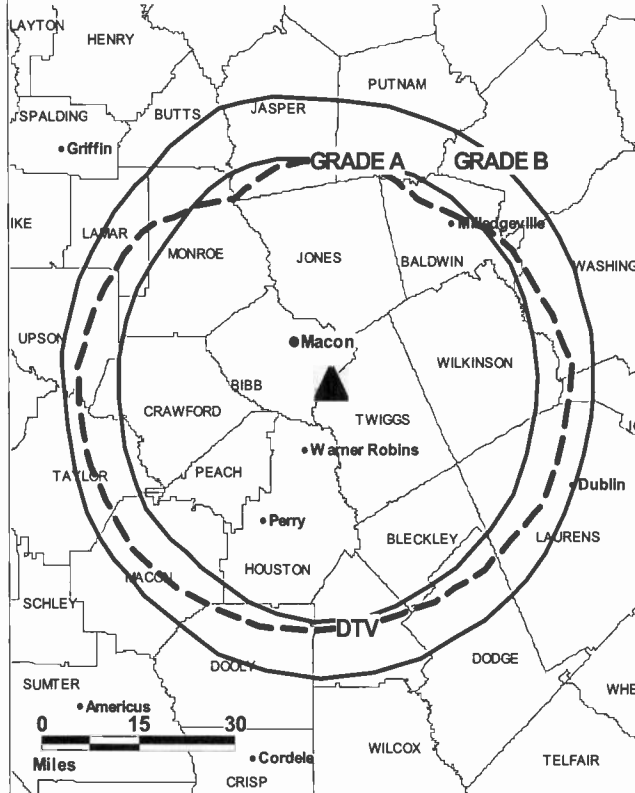 LAYTON
HENRY
PUTNAM
JASPER
BUTTS
SPALDING
Griffin
GRADE A
GRADE B
IKE
LAMAR
Milledgeville
MONROE
JONES
BALDWIN
WASHING
UPSON
Macon
WILKINSON
BIBB
CRAWFORD
TWIGGS
Warner Robins
PEACH
TAYLOR
Dublin
Perry
BLECKLEY
LAURENS
HOUSTON
MACON
SCHLEY
DTV
DOOLY
DODGE
SUMTER
WHE
Americus
0 15 30
WILCOX
Cordele
TELFAIR
Miles
CRISP